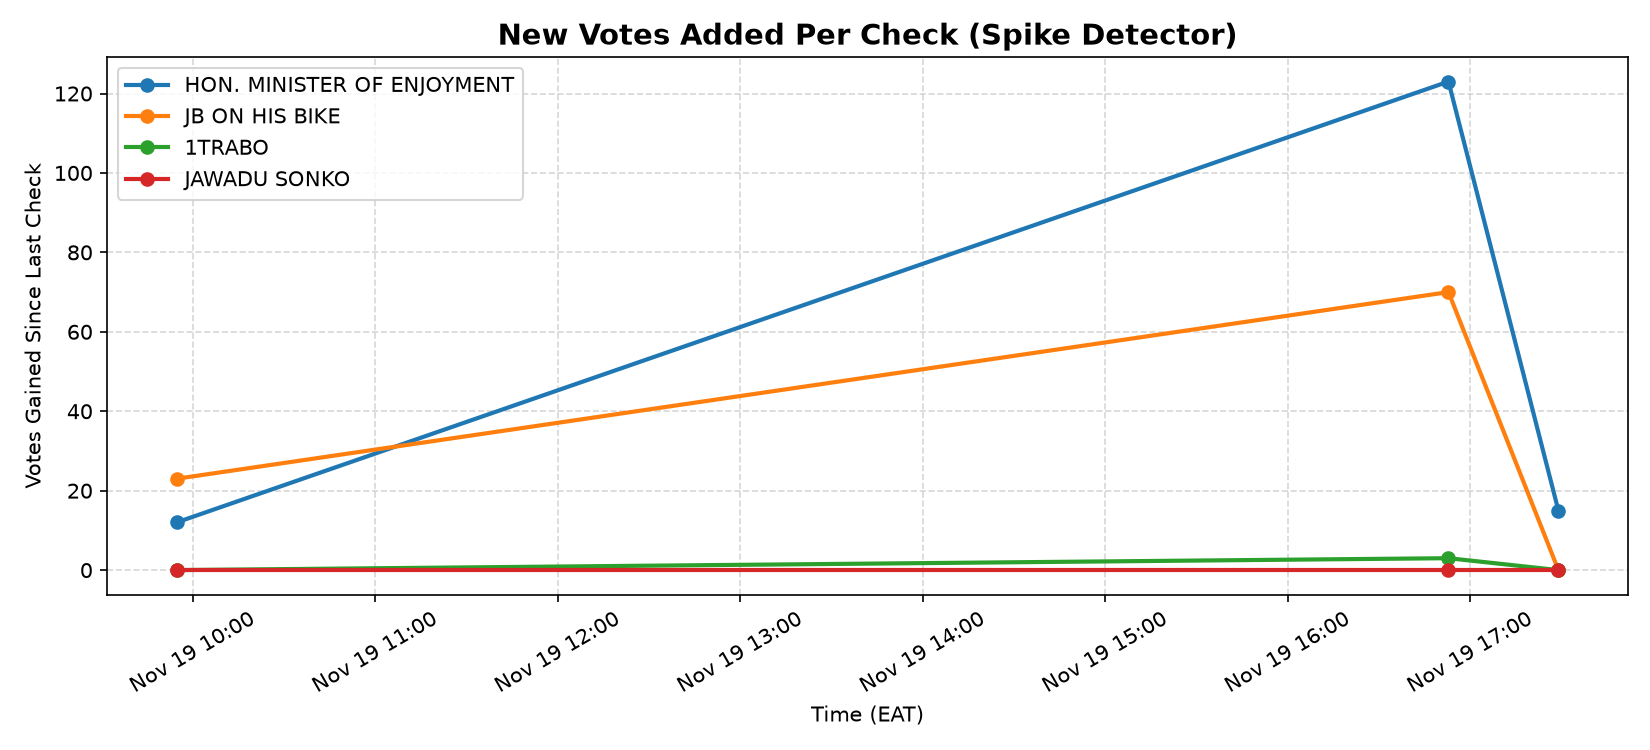 New Votes Added Per Check (Spike Detector)
HON. MINISTER OF ENJOYMENT
JB ON HIS BIKE
1TRABO
JAWADU SONKO
Votes Gained Since Last Check
120
100
80
60
40
20
0
Nov 19 10:00
Nov 19 11:00
Nov 19 12:00
Nov 19 13:00
Nov 19 14:00
Nov 19 15:00
Nov 19 16:00
Nov 19 17:00
Time (EAT)